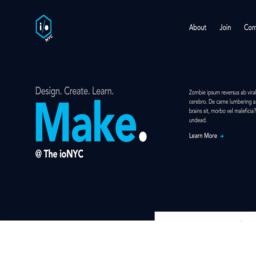 i/o
NYC
About Join Com
Design. Create. Learn.
Make.
@ The ioNYC
Zombie ipsum reversus ab viral
cerebro. De carne lumbering a
brains sit, morbo vel maleficia?
undead.
Learn More →